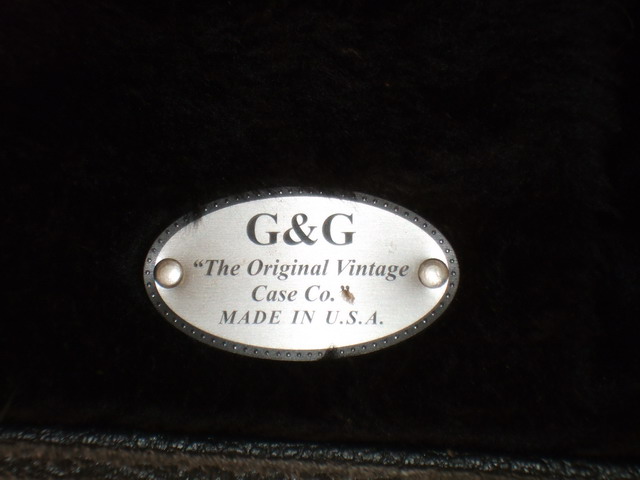 G&G
“The Original Vintage
Case Co.”
MADE IN U.S.A.